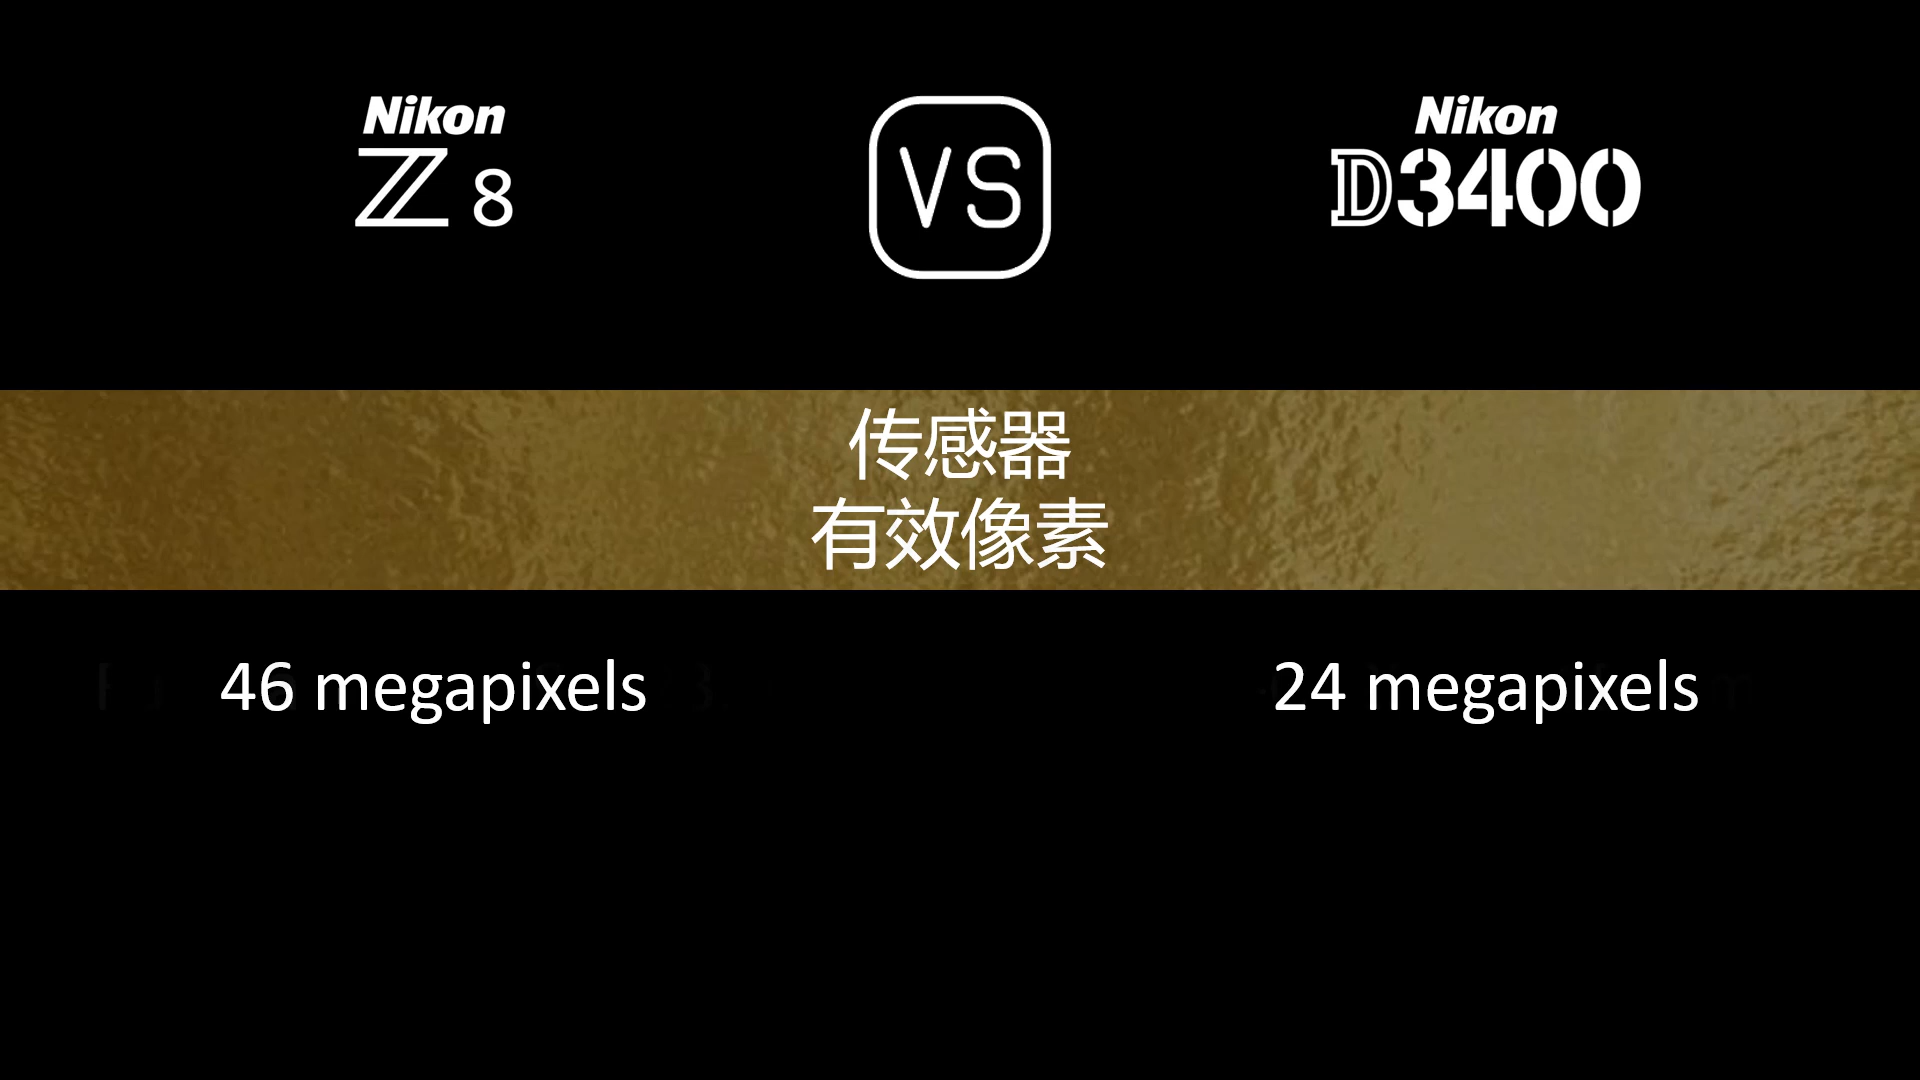 Nikon
Z 8
VS
Nikon
D3400
传感器
有效像素
46 megapixels
24 megapixels